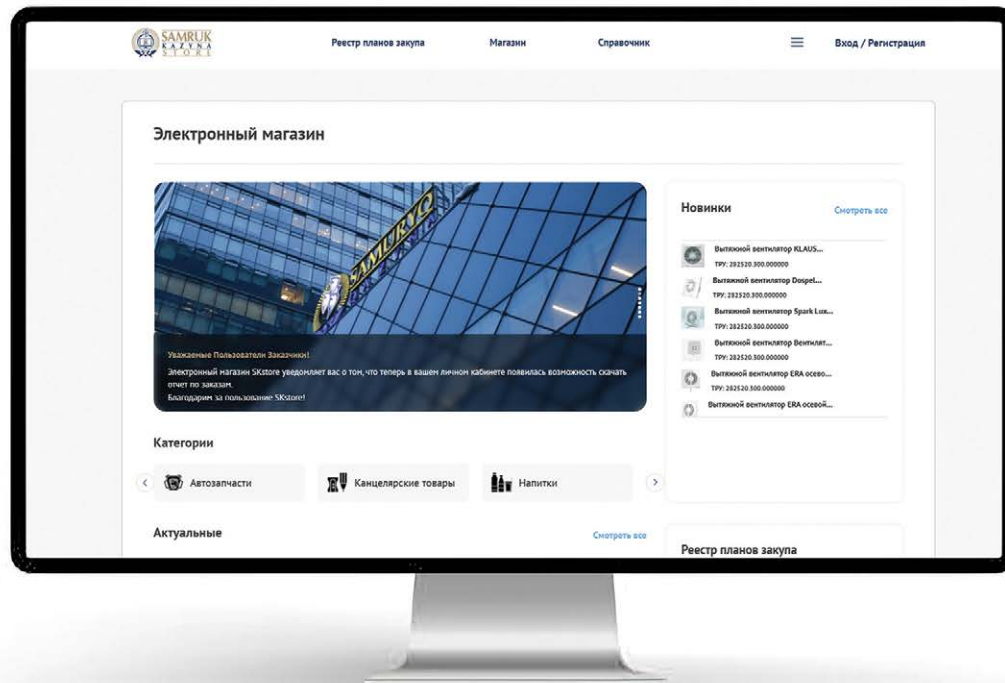 SAMRUK
KAZYNA
STORE
Реестр планов закупа
Магазин
Справочник
Вход / Регистрация
Электронный магазин
SAMURYQ
Уважаемые Пользователи Заказчики!
Электронный магазин SKstore уведомляет вас о том, что теперь в вашем личном кабинете появилась возможность скачать
отчет по заказам.
Благодарим за пользование SKstore!
Новинки
Смотреть все
Вытяжной вентилятор KLAUS...
ТРУ: 282520.300.000000
Вытяжной вентилятор Dospel...
ТРУ: 282520.300.000000
Вытяжной вентилятор Spark Lux...
ТРУ: 282520.300.000000
Вытяжной вентилятор Вентилят...
ТРУ: 282520.300.000000
Вытяжной вентилятор ERA осево...
ТРУ: 282520.300.000000
Вытяжной вентилятор ERA осевой...
Категории
Автозапчасти
Канцелярские товары
Напитки
Актуальные
Смотреть все
Реестр планов закупа